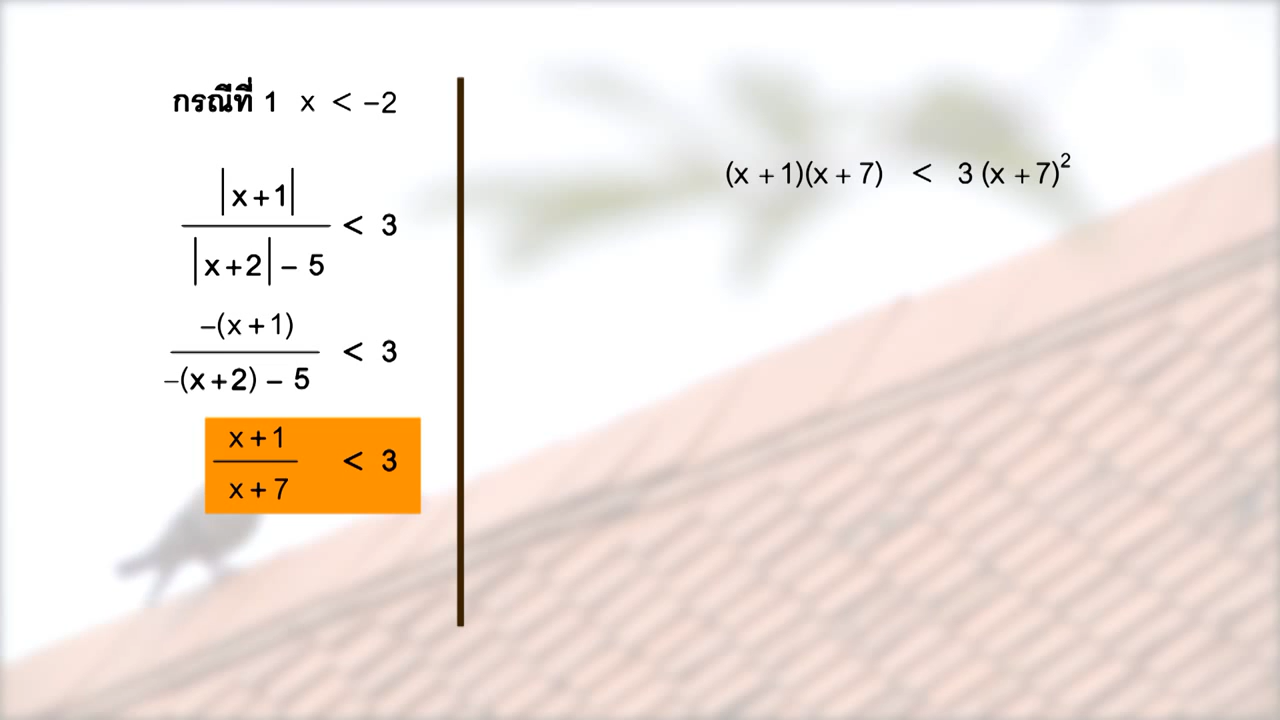 กรณีที่ 1 x < −2
|x+1| / |x+2| − 5 < 3
−(x+1) / −(x+2) − 5 < 3
x+1 / x+7 < 3
(x+1)(x+7) < 3(x+7)²